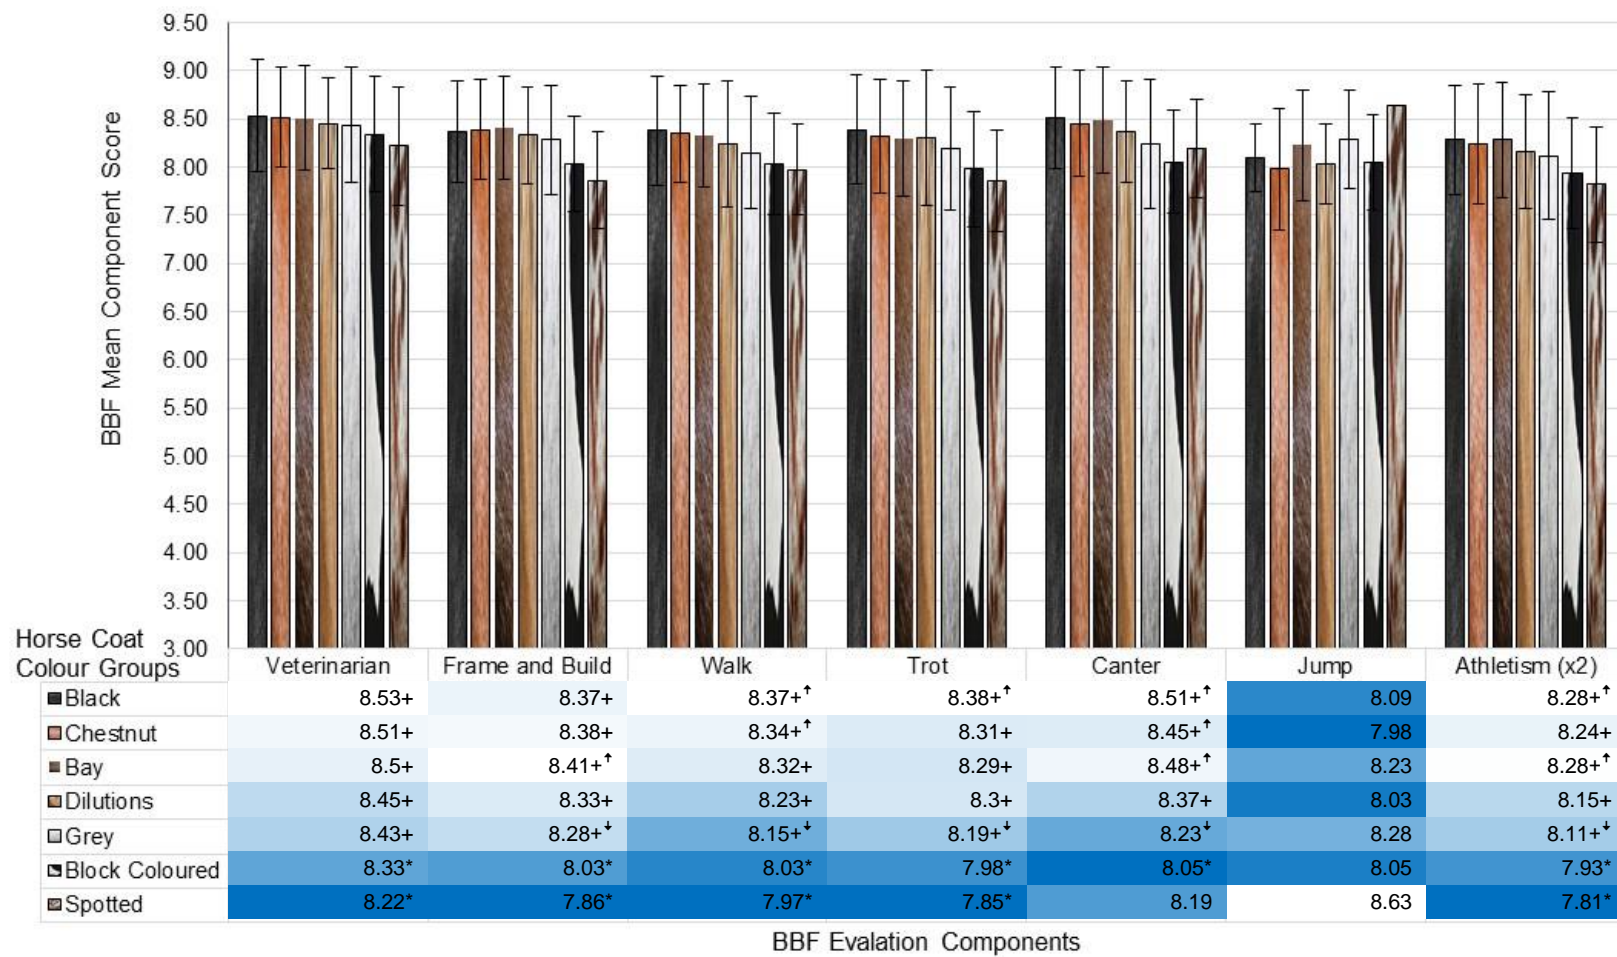 9.50
9.00
8.50
8.00
7.50
7.00
6.50
6.00
5.50
5.00
4.50
4.00
3.50
3.00
BBF Mean Component Score
Horse Coat
Colour Groups
Veterinarian Frame and Build Walk Trot Canter Jump Athletism (x2)
Black 8.53+ 8.37+ 8.37+↑ 8.38+↑ 8.51+↑ 8.09 8.28+↑
Chestnut 8.51+ 8.38+ 8.34+↑ 8.31+ 8.45+↑ 7.98 8.24+
Bay 8.5+ 8.41+↑ 8.32+ 8.29+ 8.48+↑ 8.23 8.28+↑
Dilutions 8.45+ 8.33+ 8.23+ 8.3+ 8.37+ 8.03 8.15+
Grey 8.43+ 8.28+↓ 8.15+↓ 8.19+↓ 8.23↓ 8.28 8.11+↓
Block Coloured 8.33* 8.03* 8.03* 7.98* 8.05* 8.05 7.93*
Spotted 8.22* 7.86* 7.97* 7.85* 8.19 8.63 7.81*
BBF Evalation Components